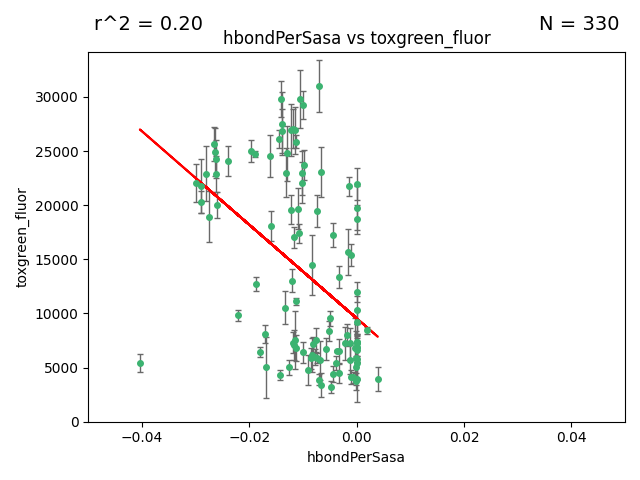 r^2 = 0.20
N = 330
hbondPerSasa vs toxgreen_fluor
toxgreen_fluor
30000
25000
20000
15000
10000
5000
0
−0.04
−0.02
0.00
0.02
0.04
hbondPerSasa